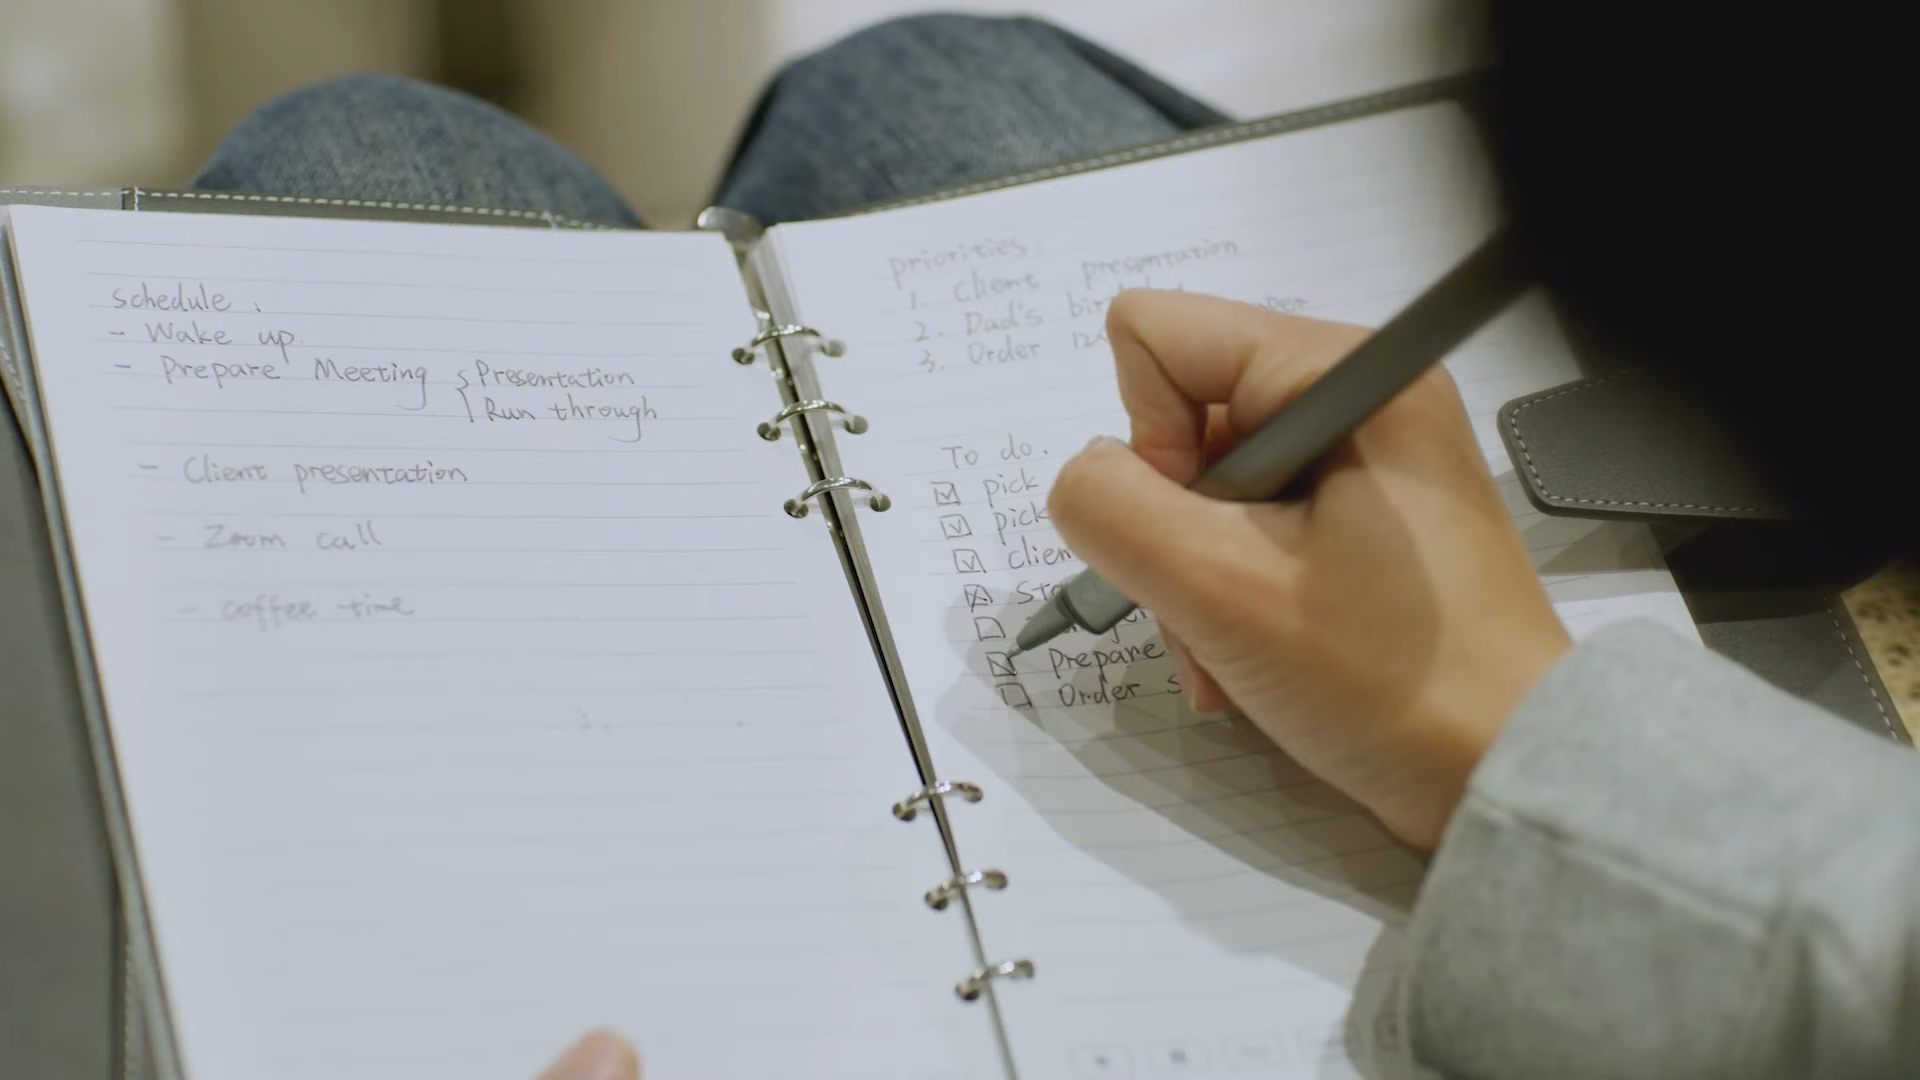 schedule :
- Wake up.
- Prepare Meeting { Presentation
Run through
- Client presentation
- Zoom call
- coffee time
priorities.
1. Client presentation
2. Dad's
3. Order
To do.
pick
pick
Prepare
Order